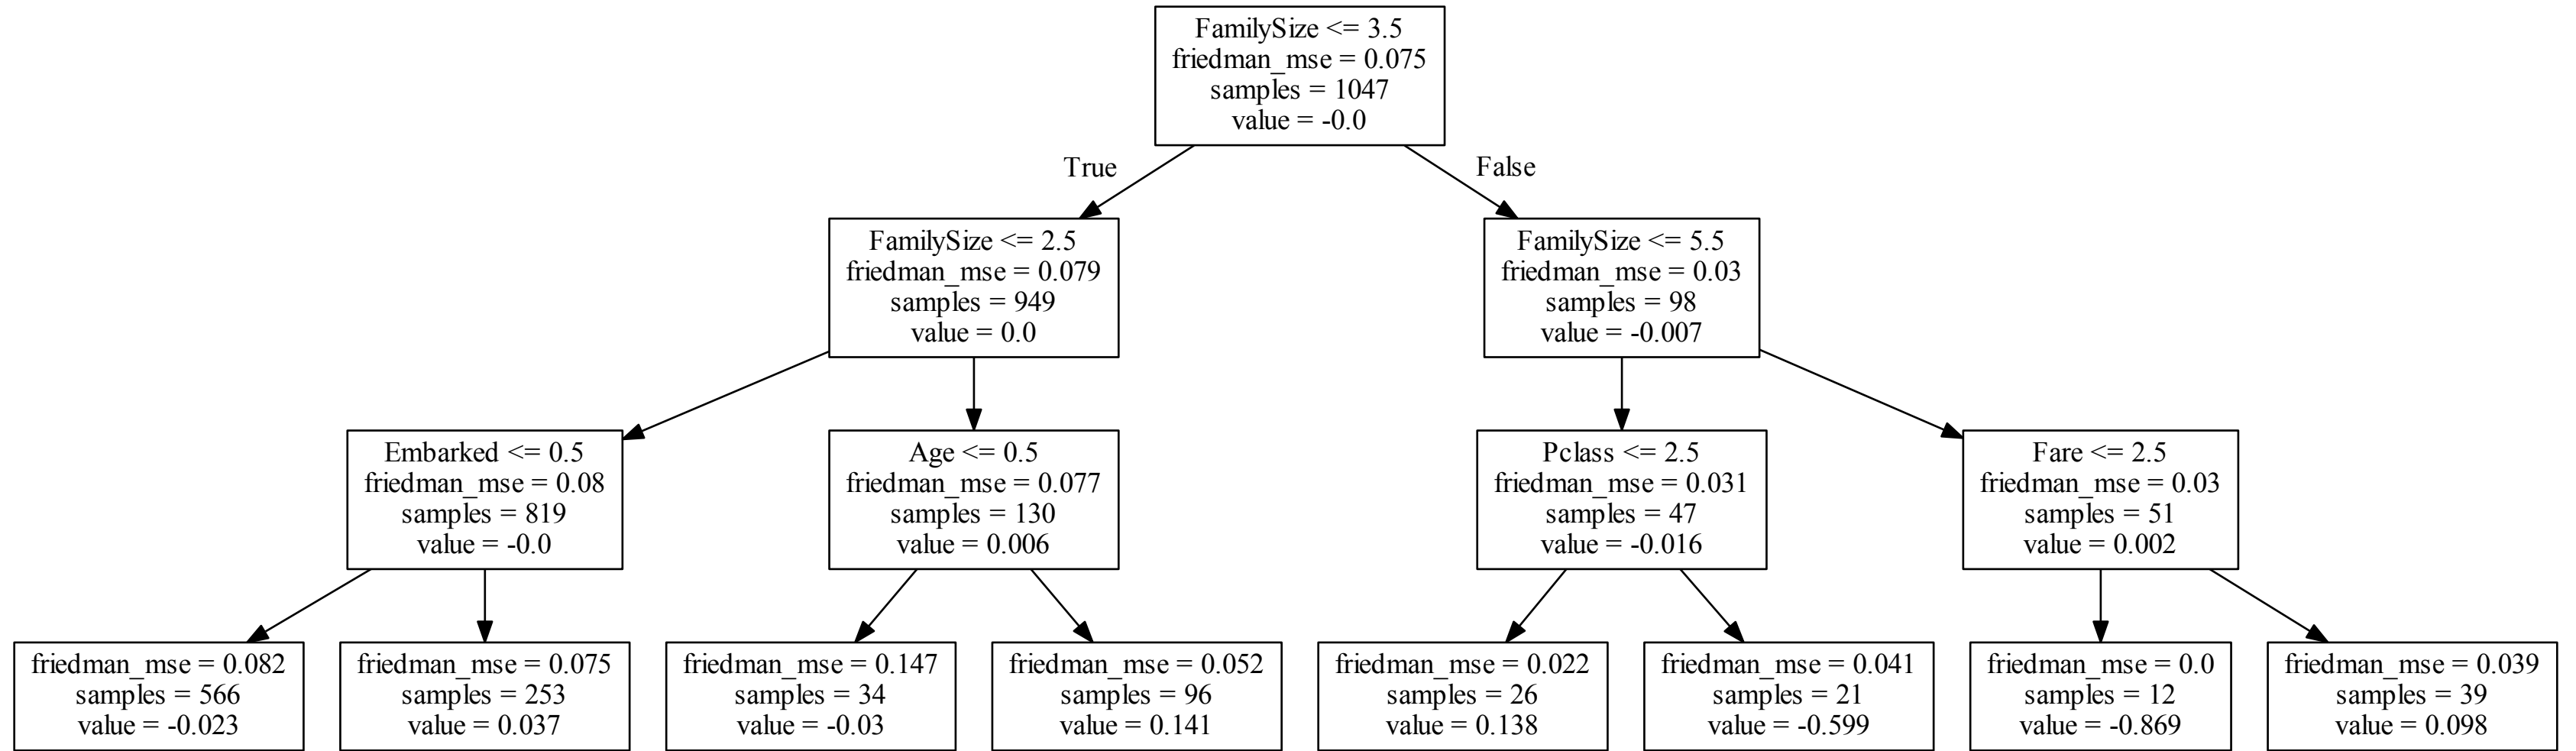 FamilySize <= 3.5
friedman_mse = 0.075
samples = 1047
value = -0.0
True
False
FamilySize <= 2.5
friedman_mse = 0.079
samples = 949
value = 0.0
FamilySize <= 5.5
friedman_mse = 0.03
samples = 98
value = -0.007
Embarked <= 0.5
friedman_mse = 0.08
samples = 819
value = -0.0
Age <= 0.5
friedman_mse = 0.077
samples = 130
value = 0.006
Pclass <= 2.5
friedman_mse = 0.031
samples = 47
value = -0.016
Fare <= 2.5
friedman_mse = 0.03
samples = 51
value = 0.002
friedman_mse = 0.082
samples = 566
value = -0.023
friedman_mse = 0.075
samples = 253
value = 0.037
friedman_mse = 0.147
samples = 34
value = -0.03
friedman_mse = 0.052
samples = 96
value = 0.141
friedman_mse = 0.022
samples = 26
value = 0.138
friedman_mse = 0.041
samples = 21
value = -0.599
friedman_mse = 0.0
samples = 12
value = -0.869
friedman_mse = 0.039
samples = 39
value = 0.098